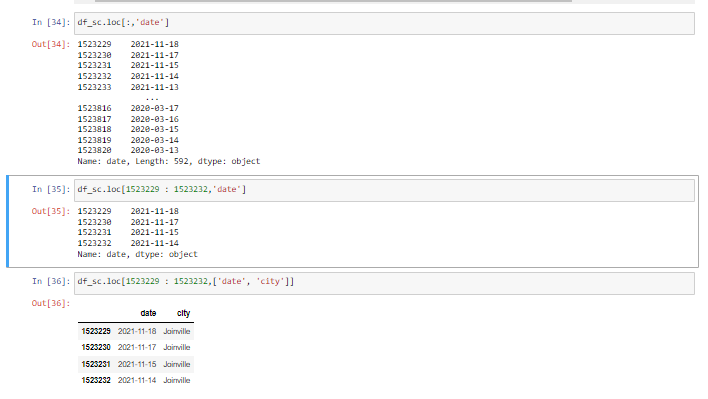 In [34]: df_sc.loc[:,'date']
Out[34]: 1523229    2021-11-18
1523230    2021-11-17
1523231    2021-11-15
1523232    2021-11-14
1523233    2021-11-13
...
1523816    2020-03-17
1523817    2020-03-16
1523818    2020-03-15
1523819    2020-03-14
1523820    2020-03-13
Name: date, Length: 592, dtype: object
In [35]: df_sc.loc[1523229 : 1523232,'date']
Out[35]: 1523229    2021-11-18
1523230    2021-11-17
1523231    2021-11-15
1523232    2021-11-14
Name: date, dtype: object
In [36]: df_sc.loc[1523229 : 1523232,['date', 'city']]
Out[36]:
date city
1523229 2021-11-18 Joinville
1523230 2021-11-17 Joinville
1523231 2021-11-15 Joinville
1523232 2021-11-14 Joinville